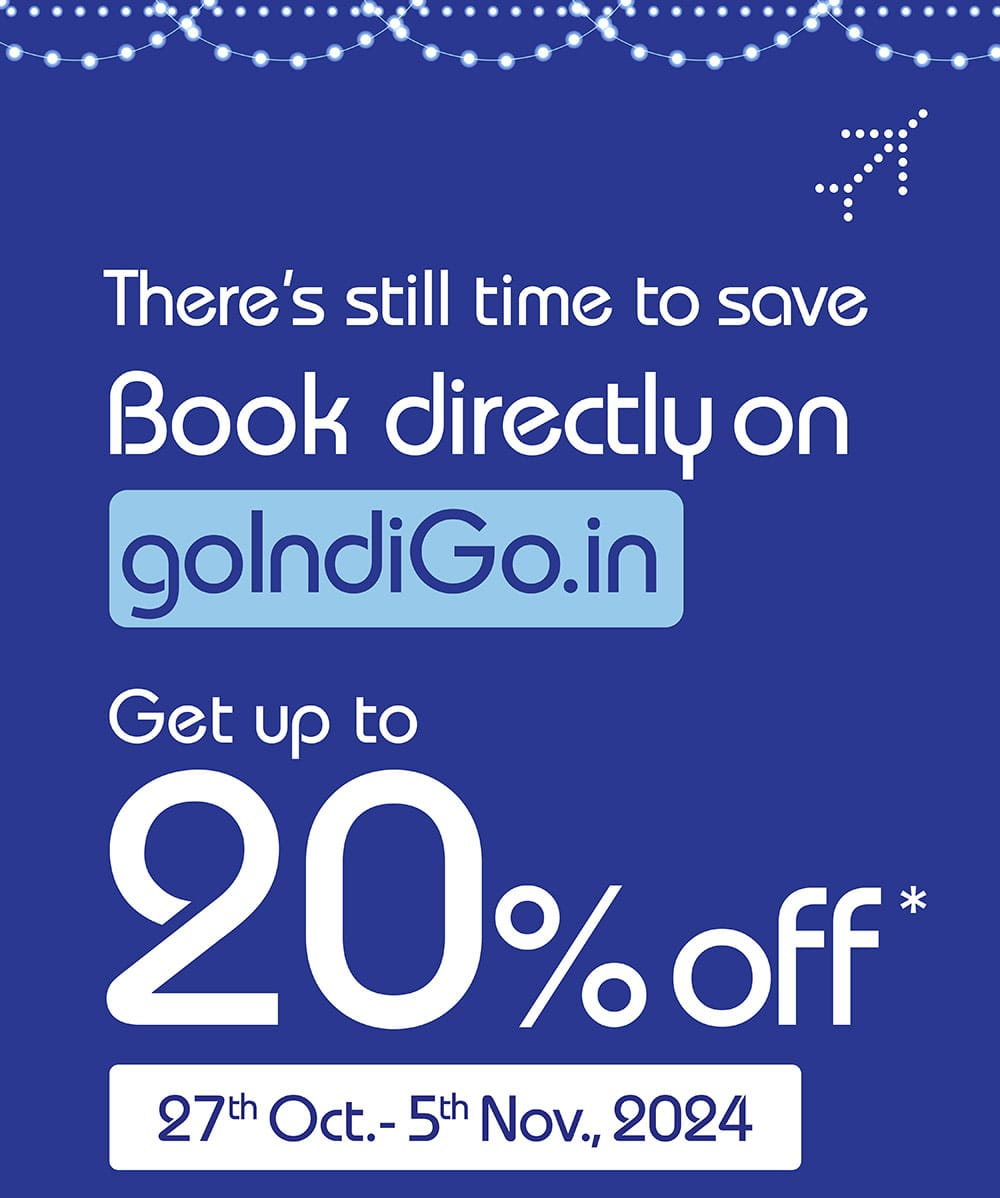 There's still time to save
Book directly on
goIndiGo.in
Get up to
20% off*
27th Oct.- 5th Nov., 2024